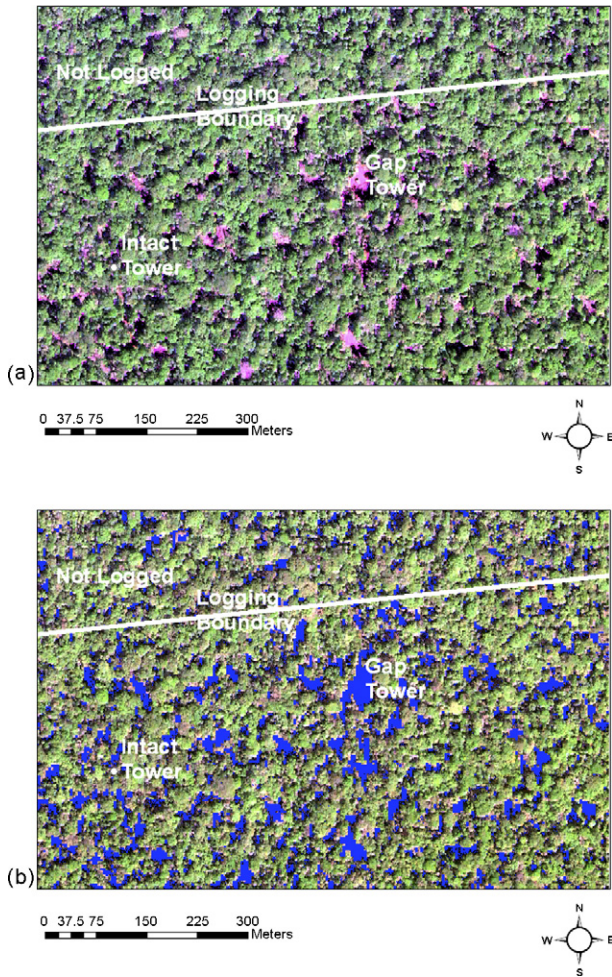 Not Logged
Logging
Boundary
Gap
Tower
Intact
Tower
(a)
0 37.5 75 150 225 300
Meters
N
W E
S
Not Logged
Logging
Boundary
Gap
Tower
Intact
Tower
(b)
0 37.5 75 150 225 300
Meters
N
W E
S